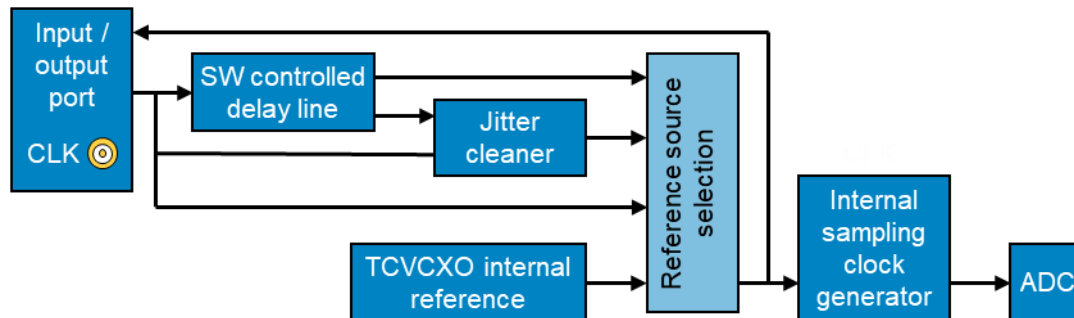 Input /
output
port
CLK
SW controlled
delay line
Jitter
cleaner
TCVCXO internal
reference
Reference source
selection
Internal
sampling
clock
generator
ADC